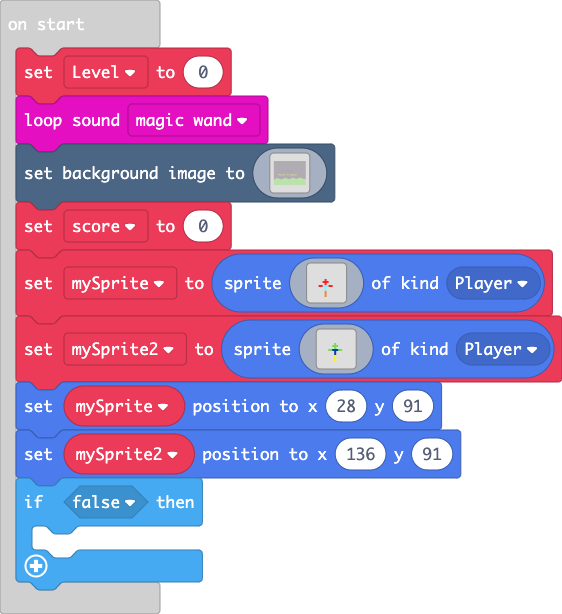 on start
set Level to 0
loop sound magic wand
set background image to
set score to 0
set mySprite to sprite of kind Player
set mySprite2 to sprite of kind Player
set mySprite position to x 28 y 91
set mySprite2 position to x 136 y 91
if false then